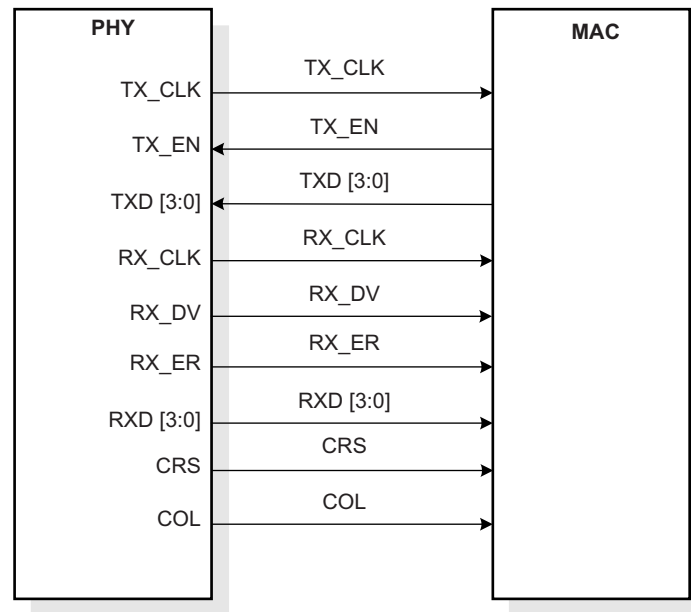 PHY
MAC
TX_CLK
TX_CLK
TX_EN
TX_EN
TXD [3:0]
TXD [3:0]
RX_CLK
RX_CLK
RX_DV
RX_DV
RX_ER
RX_ER
RXD [3:0]
RXD [3:0]
CRS
CRS
COL
COL